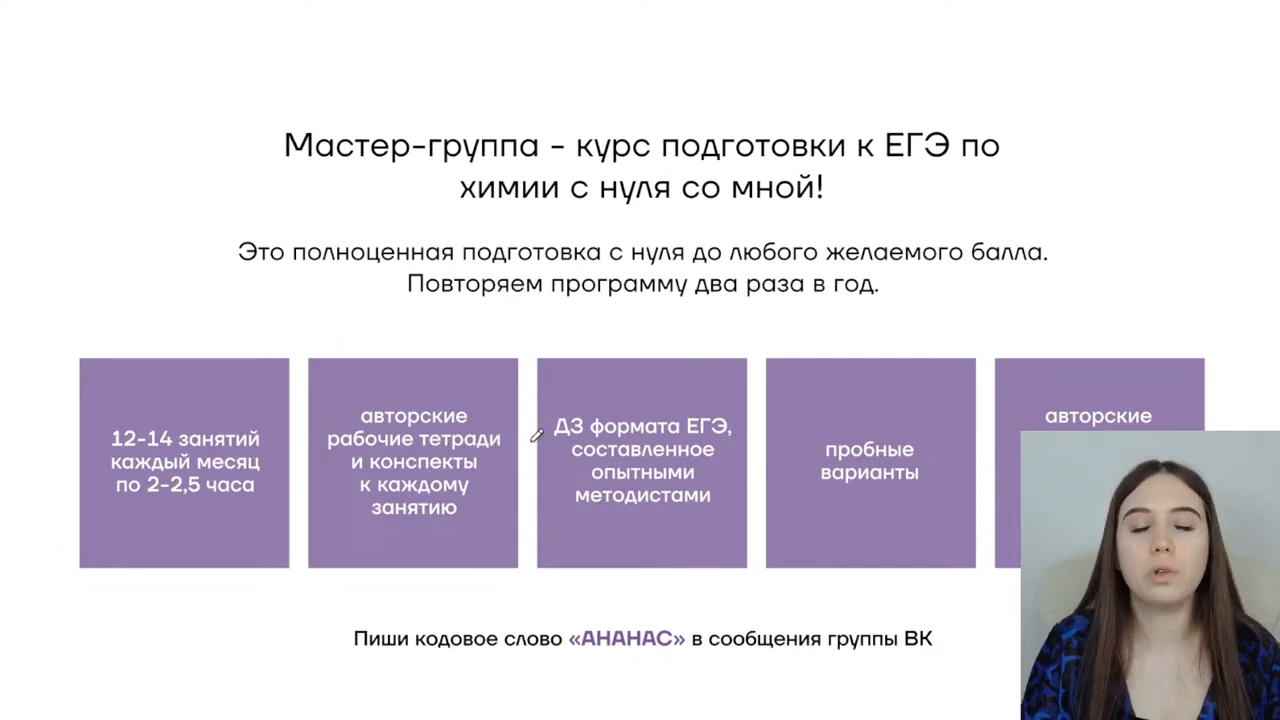 Мастер-группа - курс подготовки к ЕГЭ по
химии с нуля со мной!
Это полноценная подготовка с нуля до любого желаемого балла.
Повторяем программу два раза в год.
12-14 занятий
каждый месяц
по 2-2,5 часа
авторские
рабочие тетради
и конспекты
к каждому
занятию
ДЗ формата ЕГЭ,
составленное
опытными
методистами
пробные
варианты
авторские
Пиши кодовое слово «АНАНАС» в сообщения группы ВК